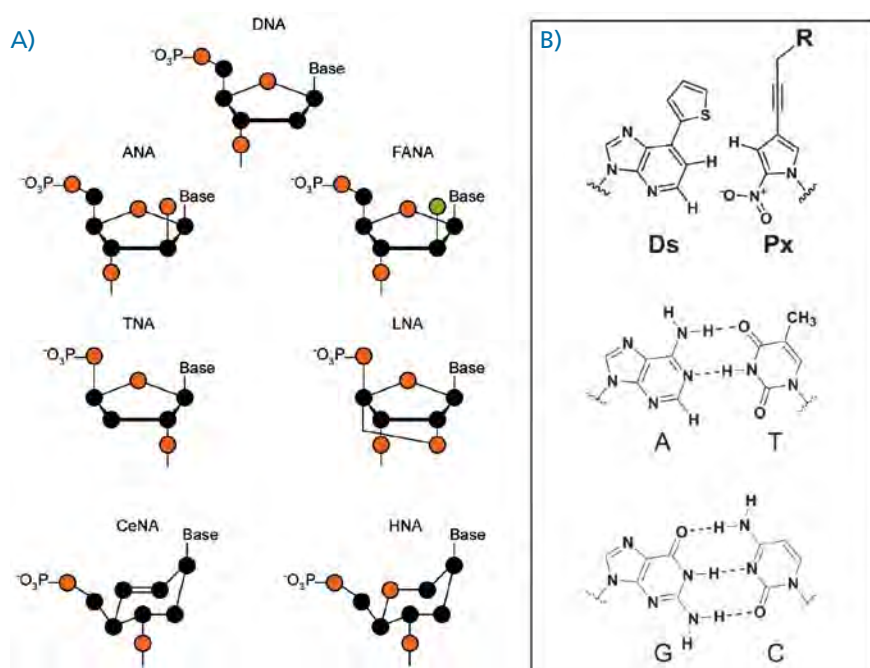 A)
DNA
⁻O₃P
Base
ANA
⁻O₃P
Base
FANA
⁻O₃P
Base
TNA
⁻O₃P
Base
LNA
⁻O₃P
Base
CeNA
⁻O₃P
Base
HNA
⁻O₃P
Base
B)
R
S
N
N
N
H
H
H
N
⁻O
N⁺
O
Ds
Px
H
N
H
O
CH₃
N
N
N
H
N
N
N
H
N
O
A
T
O
H
N
H
N
N
H
N
N
N
N
N
H
O
H
G
C